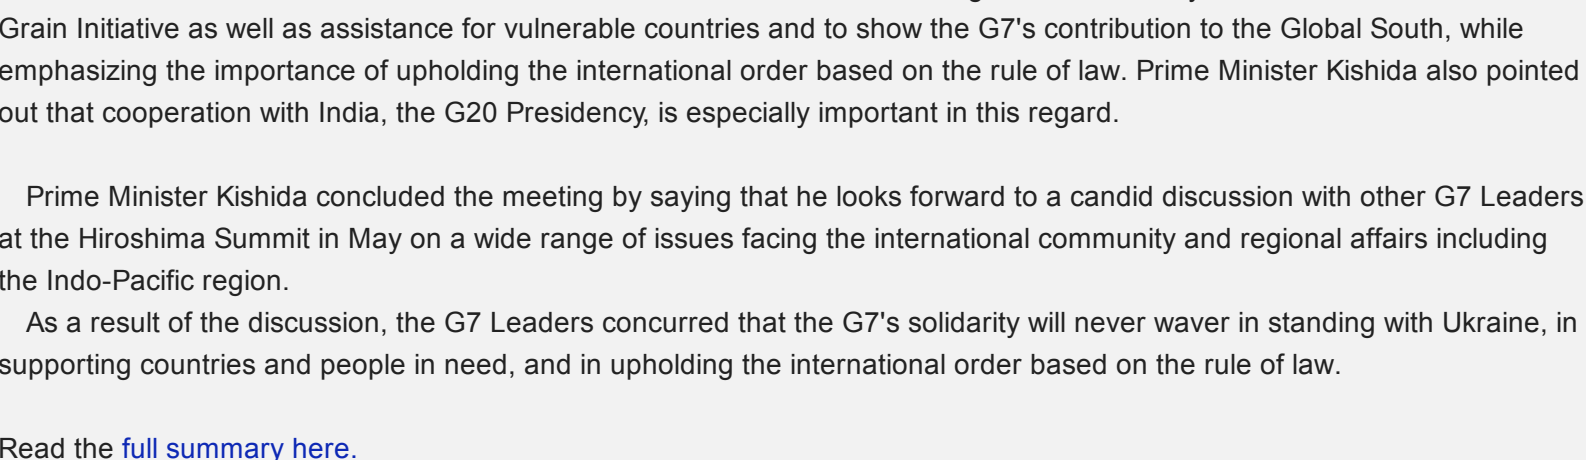 Grain Initiative as well as assistance for vulnerable countries and to show the G7's contribution to the Global South, while
emphasizing the importance of upholding the international order based on the rule of law. Prime Minister Kishida also pointed
out that cooperation with India, the G20 Presidency, is especially important in this regard.
Prime Minister Kishida concluded the meeting by saying that he looks forward to a candid discussion with other G7 Leaders
at the Hiroshima Summit in May on a wide range of issues facing the international community and regional affairs including
the Indo-Pacific region.
As a result of the discussion, the G7 Leaders concurred that the G7's solidarity will never waver in standing with Ukraine, in
supporting countries and people in need, and in upholding the international order based on the rule of law.
Read the full summary here.